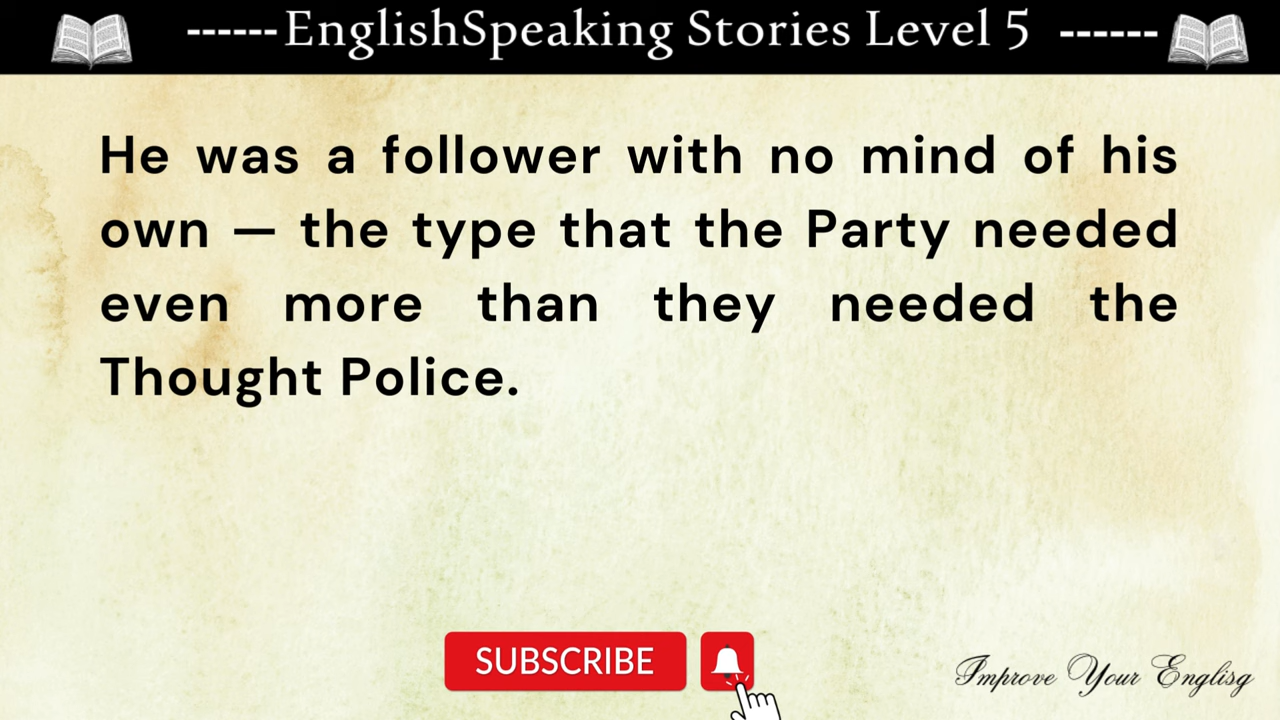 ------EnglishSpeaking Stories Level 5 ------
He was a follower with no mind of his
own — the type that the Party needed
even more than they needed the
Thought Police.
SUBSCRIBE
Improve Your Englisg